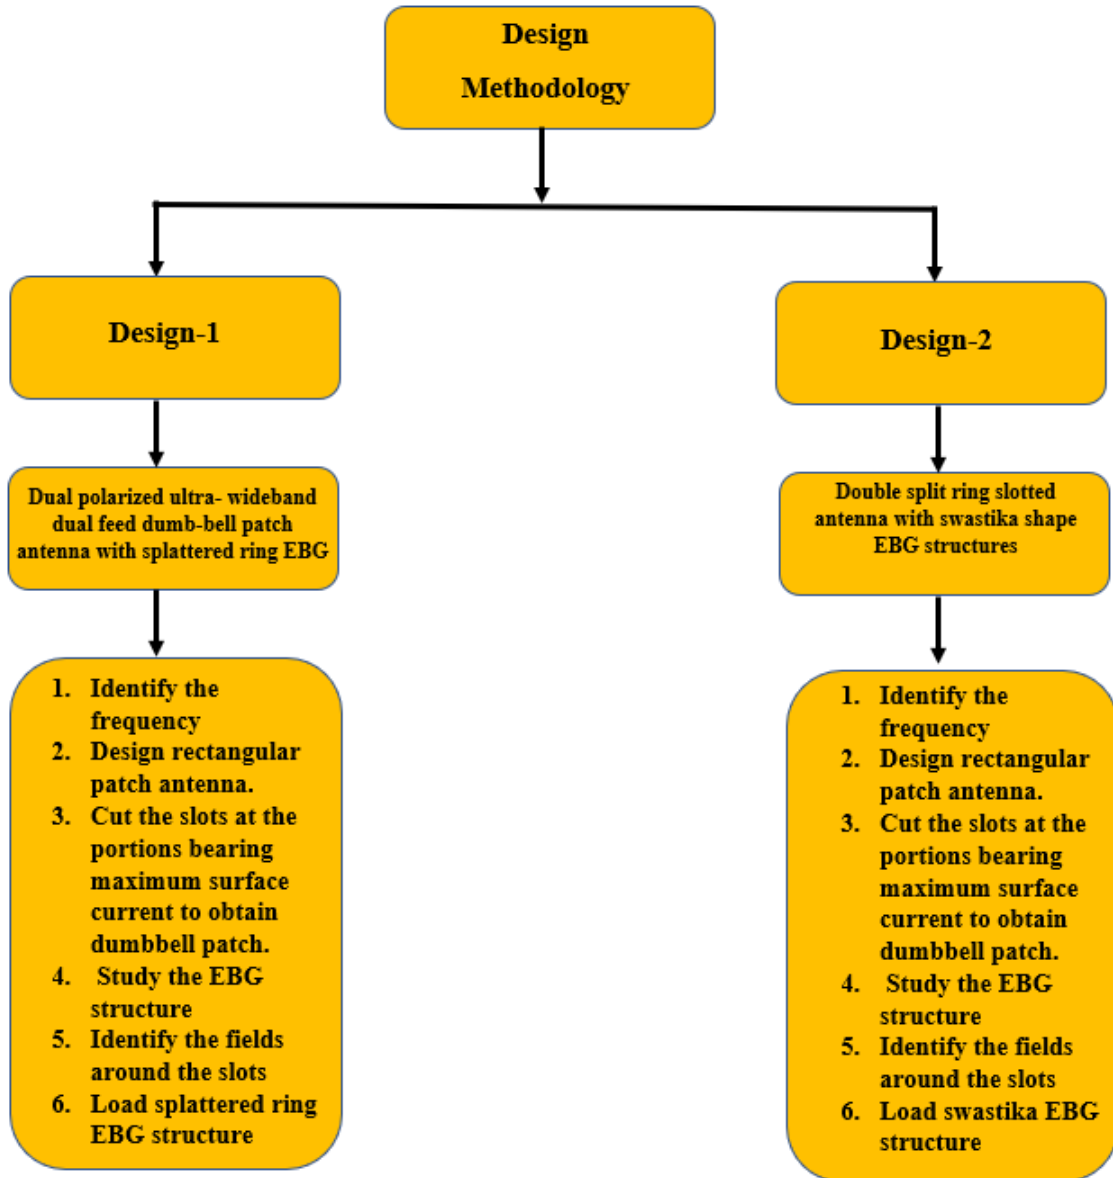 Design
Methodology
Design-1
Design-2
Dual polarized ultra- wideband
dual feed dumb-bell patch
antenna with splattered ring EBG
Double split ring slotted
antenna with swastika shape
EBG structures
1. Identify the
frequency
2. Design rectangular
patch antenna.
3. Cut the slots at the
portions bearing
maximum surface
current to obtain
dumbbell patch.
4. Study the EBG
structure
5. Identify the fields
around the slots
6. Load splattered ring
EBG structure
1. Identify the
frequency
2. Design rectangular
patch antenna.
3. Cut the slots at the
portions bearing
maximum surface
current to obtain
dumbbell patch.
4. Study the EBG
structure
5. Identify the fields
around the slots
6. Load swastika EBG
structure